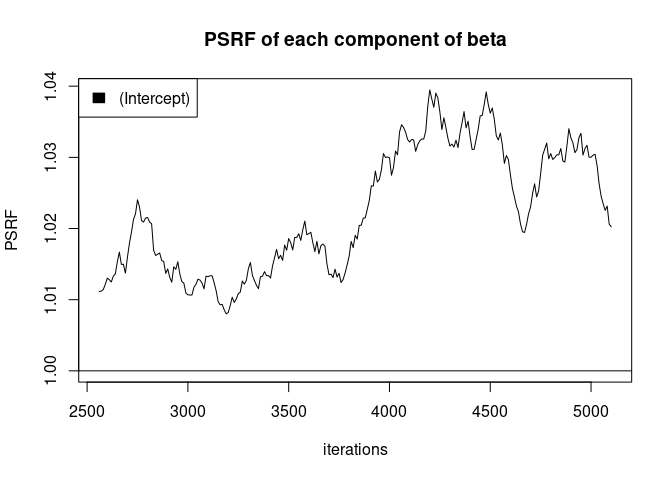 PSRF of each component of beta
(Intercept)
PSRF
1.04
1.03
1.02
1.01
1.00
2500 3000 3500 4000 4500 5000
iterations